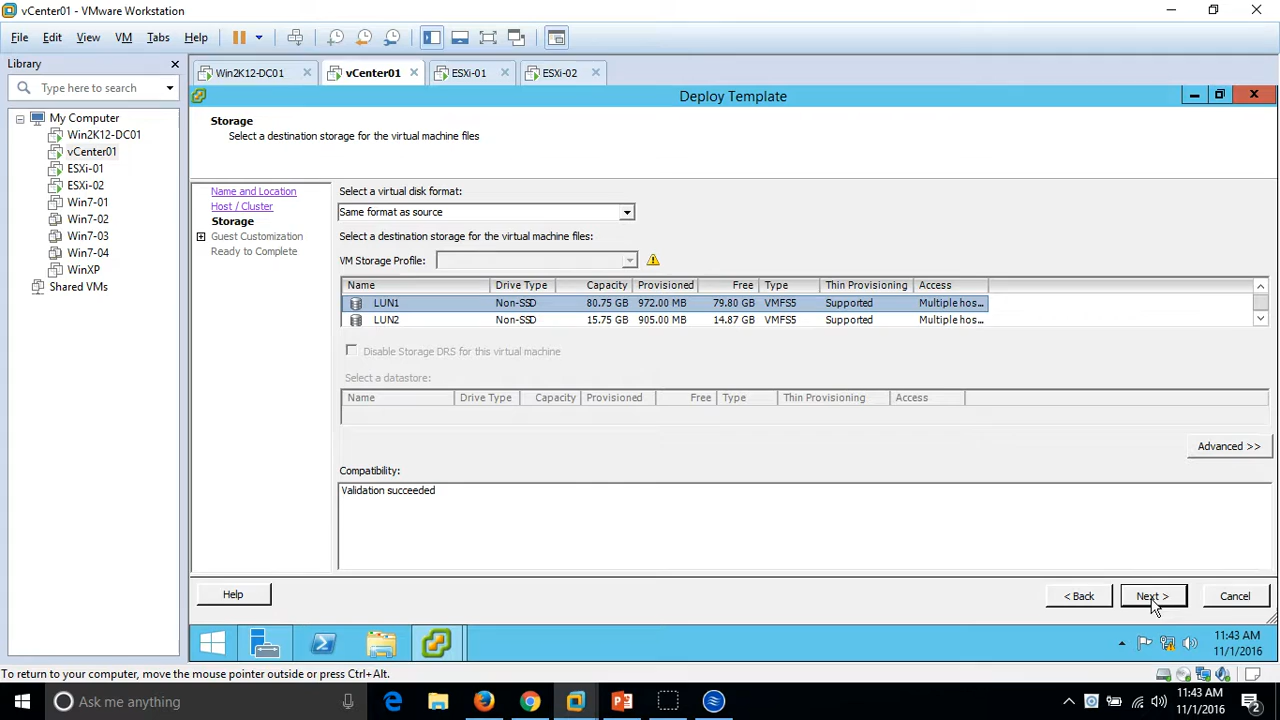 vCenter01 - VMware Workstation
File Edit View VM Tabs Help
Library
Type here to search
My Computer
Win2K12-DC01
vCenter01
ESXi-01
ESXi-02
Win7-01
Win7-02
Win7-03
Win7-04
WinXP
Shared VMs
Win2K12-DC01 vCenter01 ESXi-01 ESXi-02
Deploy Template
Storage
Select a destination storage for the virtual machine files
Name and Location
Host / Cluster
Storage
Guest Customization
Ready to Complete
Select a virtual disk format:
Same format as source
Select a destination storage for the virtual machine files:
VM Storage Profile:
Name Drive Type Capacity Provisioned Free Type Thin Provisioning Access
LUN1 Non-SSD 80.75 GB 972.00 MB 79.80 GB VMFS5 Supported Multiple hos...
LUN2 Non-SSD 15.75 GB 905.00 MB 14.87 GB VMFS5 Supported Multiple hos...
Disable Storage DRS for this virtual machine
Select a datastore:
Name Drive Type Capacity Provisioned Free Type Thin Provisioning Access
Advanced >>
Compatibility:
Validation succeeded
Help < Back Next > Cancel
11:43 AM
11/1/2016
To return to your computer, move the mouse pointer outside or press Ctrl+Alt.
Ask me anything
11:43 AM
11/1/2016
2